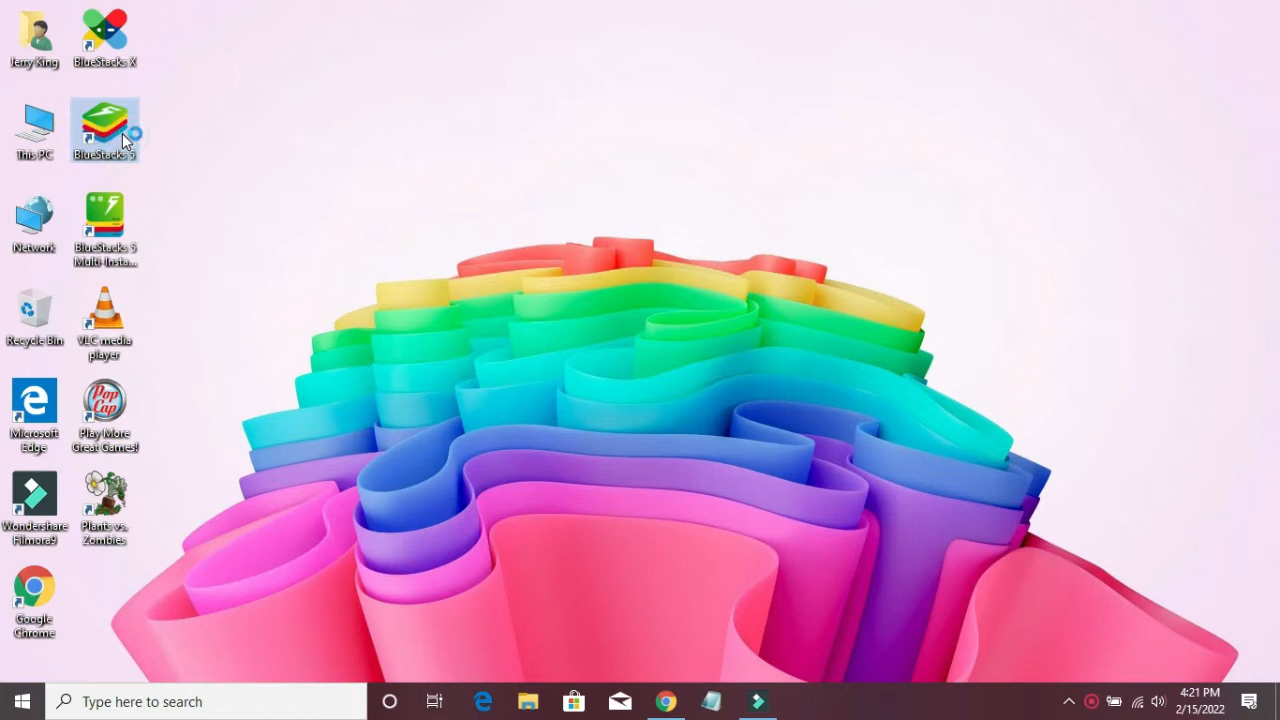 Jerry King
BlueStacks X
This PC
BlueStacks 5
Network
BlueStacks 5
Multi-Insta...
Recycle Bin
VLC media
player
Microsoft
Edge
Pop
Cap
Play More
Great Games!
Wondershare
Filmora9
Plants vs.
Zombies
Google
Chrome
Type here to search
4:21 PM
2/15/2022